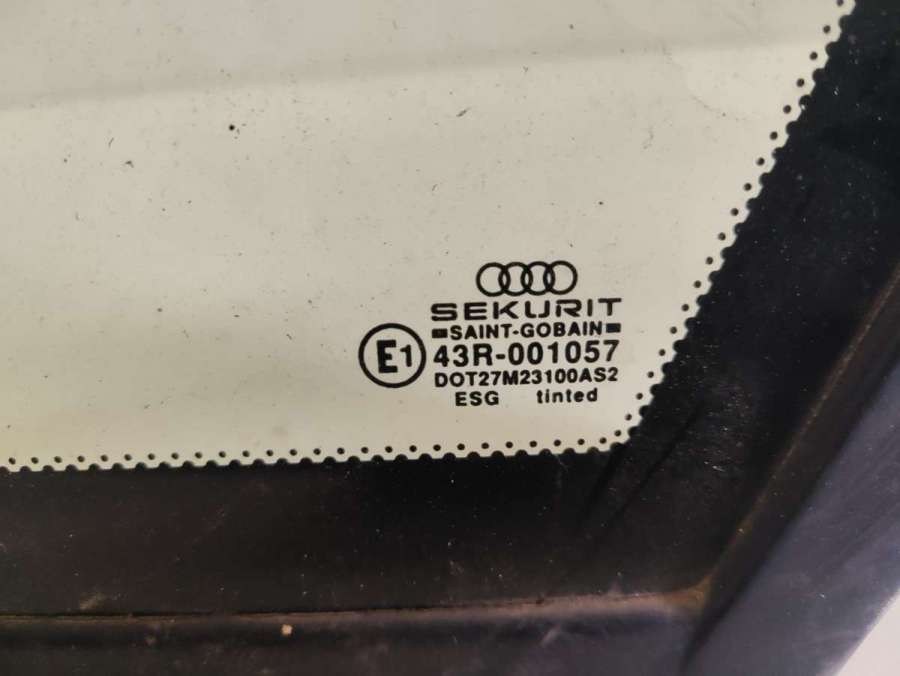 SEKURIT
SAINT-GOBAIN
E1 43R-001057
DOT27M23100AS2
ESG tinted